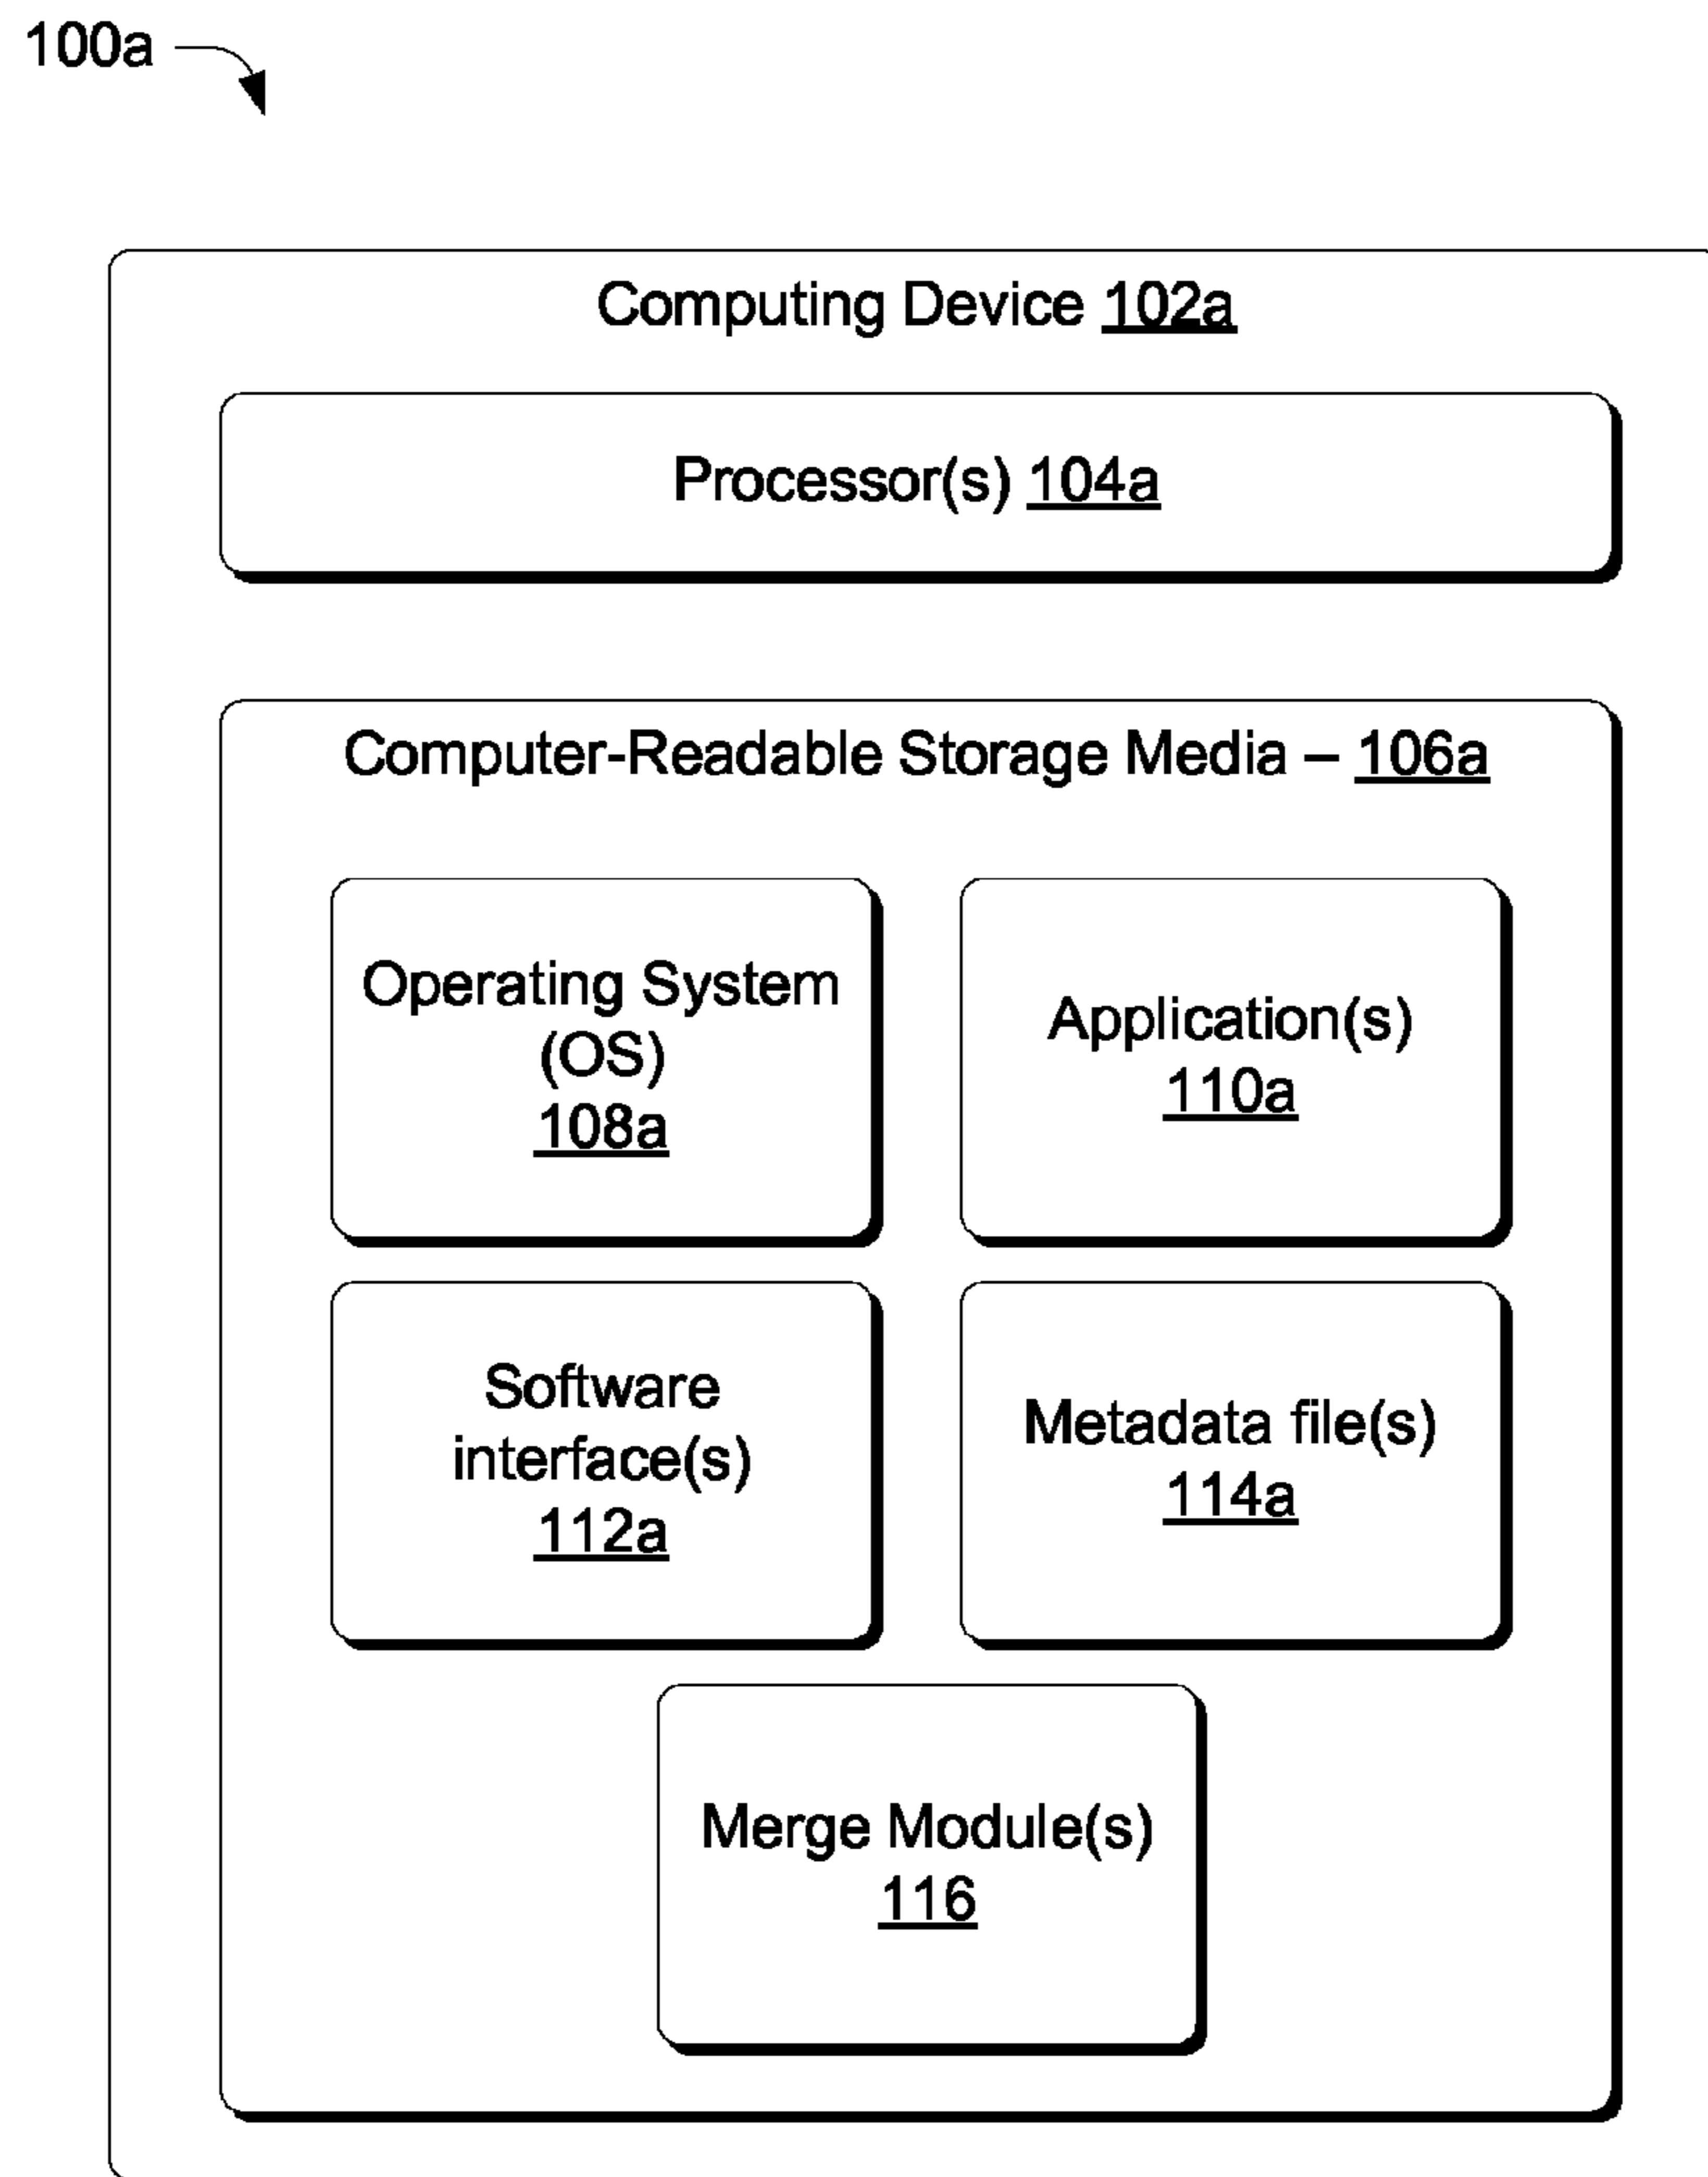 100a
Computing Device 102a
Processor(s) 104a
Computer-Readable Storage Media – 106a
Operating System
(OS)
108a
Application(s)
110a
Software
interface(s)
112a
Metadata file(s)
114a
Merge Module(s)
116